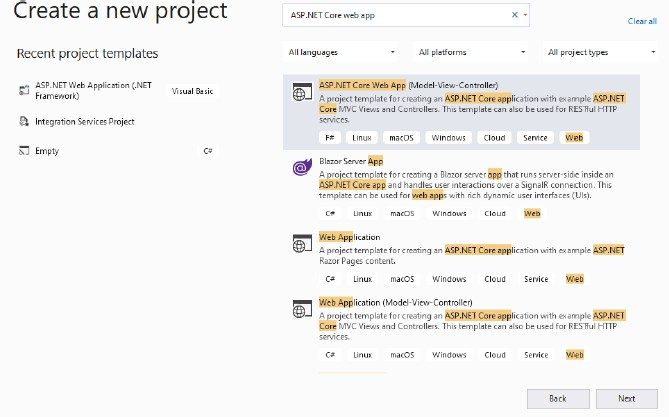 Create a new project
ASP.NET Core web app
Clear all
Recent project templates
All languages
All platforms
All project types
ASP.NET Web Application (.NET
Framework)
Visual Basic
Integration Services Project
Empty
C#
ASP.NET Core Web App (Model-View-Controller)
A project template for creating an ASP.NET Core application with example ASP.NET
Core MVC Views and Controllers. This template can also be used for RESTful HTTP
services.
F# Linux macOS Windows Cloud Service Web
Blazor Server App
A project template for creating a Blazor server app that runs server-side inside an
ASP.NET Core app and handles user interactions over a SignalR connection. This
template can be used for web apps with rich dynamic user interfaces (UIs).
C# Linux macOS Windows Cloud Web
Web Application
A project template for creating an ASP.NET Core application with example ASP.NET
Razor Pages content.
C# Linux macOS Windows Cloud Service Web
Web Application (Model-View-Controller)
A project template for creating an ASP.NET Core application with example ASP.NET
Core MVC Views and Controllers. This template can also be used for RESTful HTTP
services.
C# Linux macOS Windows Cloud Service Web
Back
Next